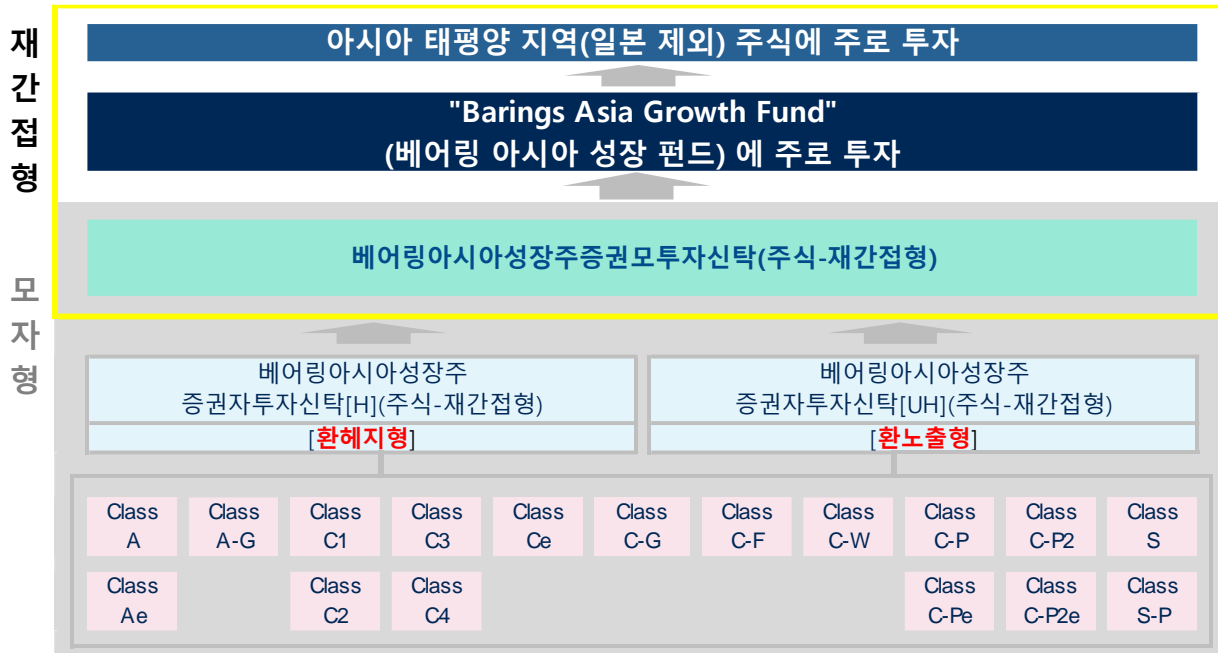 재
간
접
형
아시아 태평양 지역(일본 제외) 주식에 주로 투자
"Barings Asia Growth Fund"
(베어링 아시아 성장 펀드) 에 주로 투자
모
자
형
베어링아시아성장주증권모투자신탁(주식-재간접형)
베어링아시아성장주
증권자투자신탁[H](주식-재간접형)
[환헤지형]
베어링아시아성장주
증권자투자신탁[UH](주식-재간접형)
[환노출형]
Class
A
Class
A-G
Class
C1
Class
C3
Class
Ce
Class
C-G
Class
C-F
Class
C-W
Class
C-P
Class
C-P2
Class
S
Class
Ae
Class
C2
Class
C4
Class
C-Pe
Class
C-P2e
Class
S-P